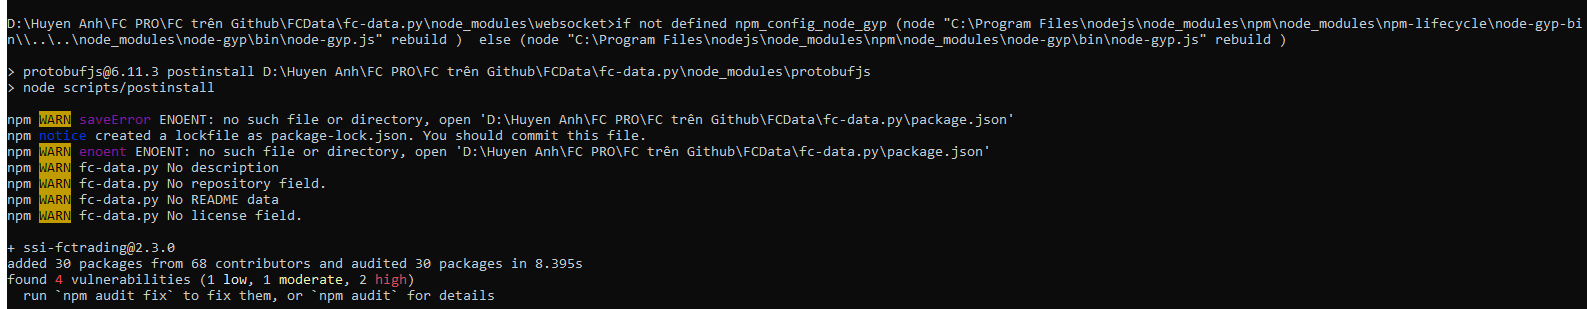 D:\Huyen Anh\FC PRO\FC trên Github\FCData\fc-data.py\node_modules\websocket>if not defined npm_config_node_gyp (node "C:\Program Files\nodejs\node_modules\npm\node_modules\npm-lifecycle\node-gyp-bi
n\\..\..\node_modules\node-gyp\bin\node-gyp.js" rebuild )  else (node "C:\Program Files\nodejs\node_modules\npm\node_modules\node-gyp\bin\node-gyp.js" rebuild )
> protobufjs@6.11.3 postinstall D:\Huyen Anh\FC PRO\FC trên Github\FCData\fc-data.py\node_modules\protobufjs
> node scripts/postinstall
npm WARN saveError ENOENT: no such file or directory, open 'D:\Huyen Anh\FC PRO\FC trên Github\FCData\fc-data.py\package.json'
npm notice created a lockfile as package-lock.json. You should commit this file.
npm WARN enoent ENOENT: no such file or directory, open 'D:\Huyen Anh\FC PRO\FC trên Github\FCData\fc-data.py\package.json'
npm WARN fc-data.py No description
npm WARN fc-data.py No repository field.
npm WARN fc-data.py No README data
npm WARN fc-data.py No license field.
+ ssi-fctrading@2.3.0
added 30 packages from 68 contributors and audited 30 packages in 8.395s
found 4 vulnerabilities (1 low, 1 moderate, 2 high)
  run `npm audit fix` to fix them, or `npm audit` for details